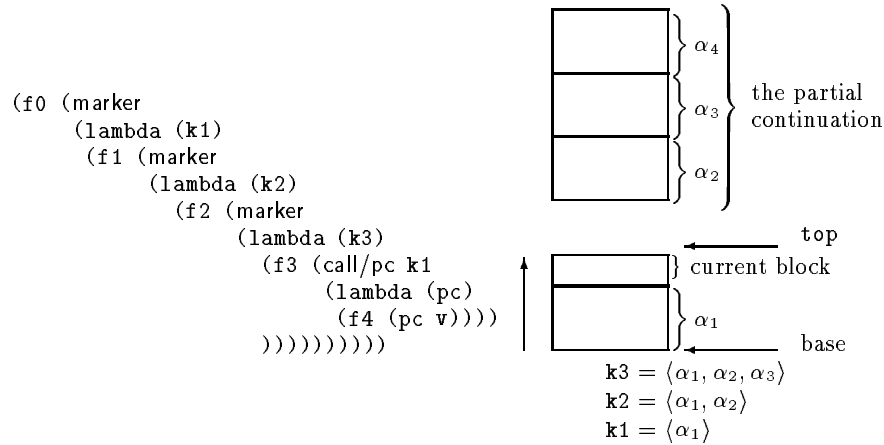 (f0 (marker
(lambda (k1)
(f1 (marker
(lambda (k2)
(f2 (marker
(lambda (k3)
(f3 (call/pc k1
(lambda (pc)
(f4 (pc v))))
))))))))))
α4
α3
α2
the partial
continuation
top
current block
α1
base
k3 = ⟨α1, α2, α3⟩
k2 = ⟨α1, α2⟩
k1 = ⟨α1⟩